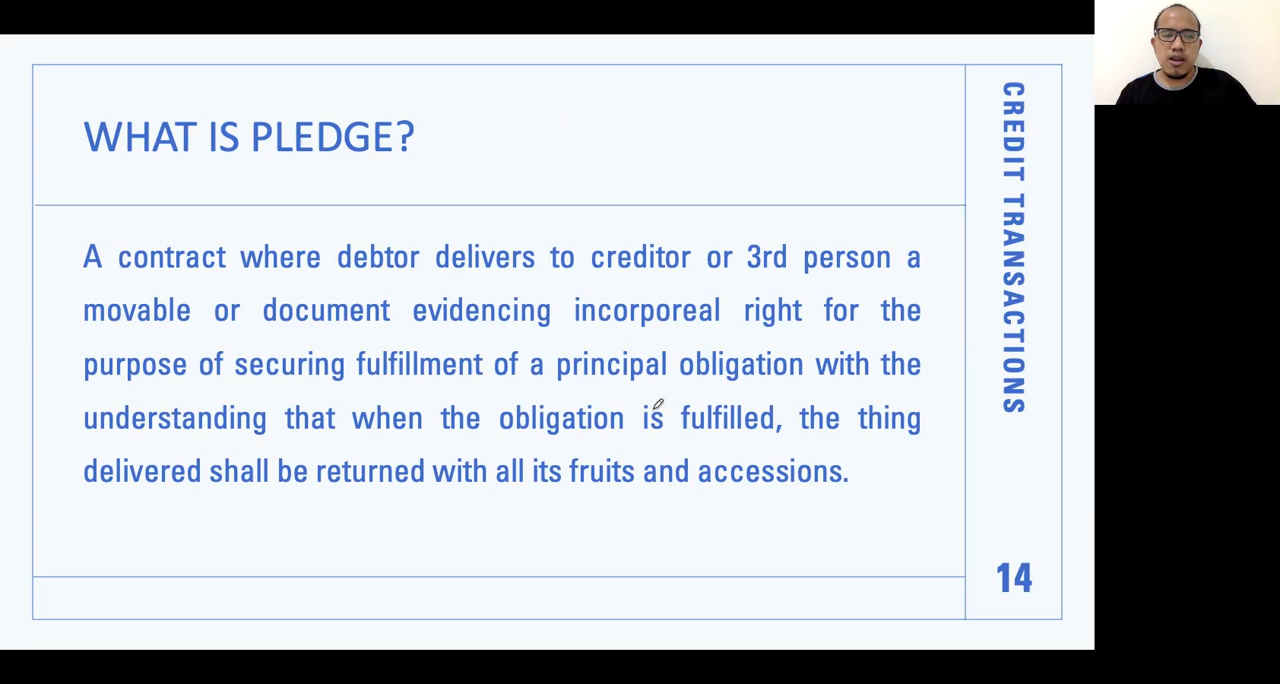 WHAT IS PLEDGE?
A contract where debtor delivers to creditor or 3rd person a
movable or document evidencing incorporeal right for the
purpose of securing fulfillment of a principal obligation with the
understanding that when the obligation is fulfilled, the thing
delivered shall be returned with all its fruits and accessions.
CREDIT TRANSACTIONS
14